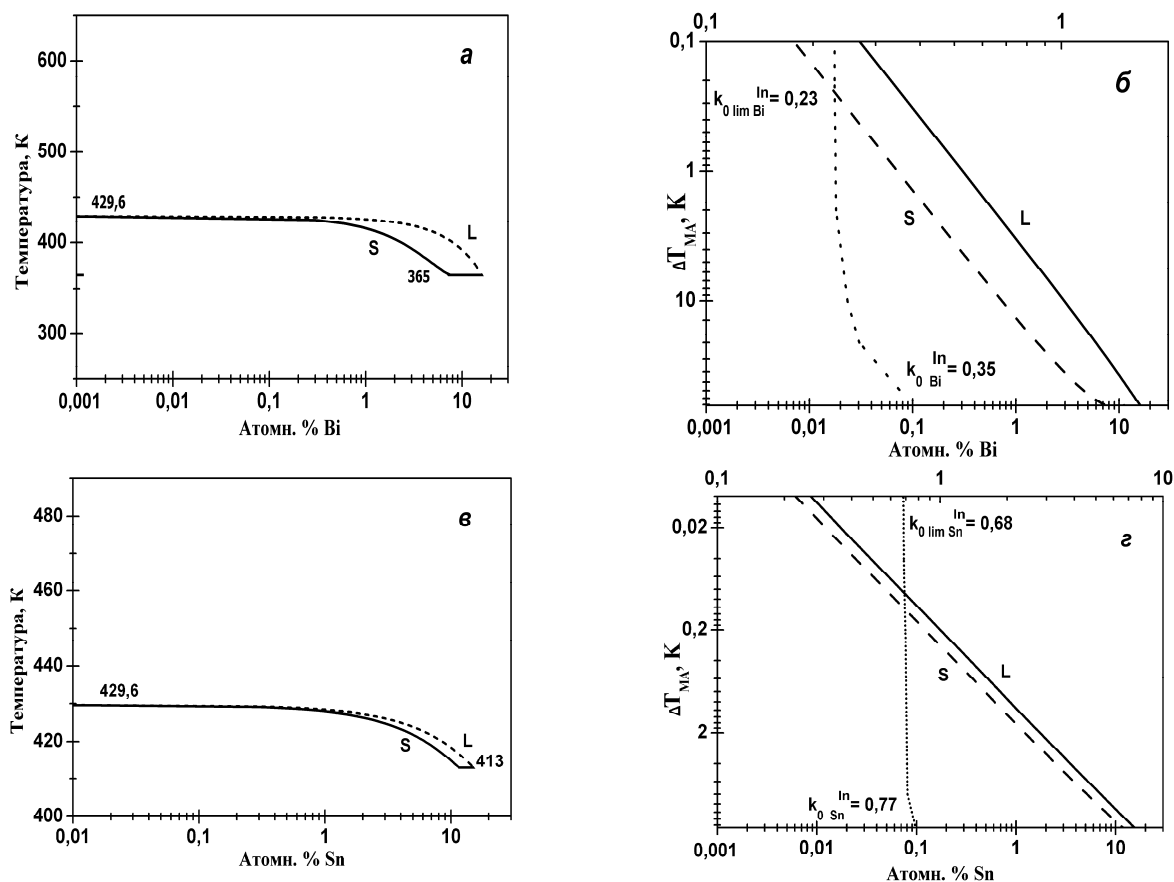 а
Температура, К
600
500
400
300
429,6
L
S
365
0,001
0,01
0,1
1
10
Атомн. % Bi
0,1
1
б
ΔT_MA, K
0,1
1
10
k_0 lim Bi^In = 0,23
S
L
k_0 Bi^In = 0,35
0,001
0,01
0,1
1
10
Атомн. % Bi
в
Температура, К
480
460
440
420
400
429,6
S
L
413
0,01
0,1
1
10
Атомн. % Sn
0,1
1
10
г
ΔT_MA, K
0,02
0,2
2
k_0 lim Sn^In = 0,68
S
L
k_0 Sn^In = 0,77
0,001
0,01
0,1
1
10
Атомн. % Sn